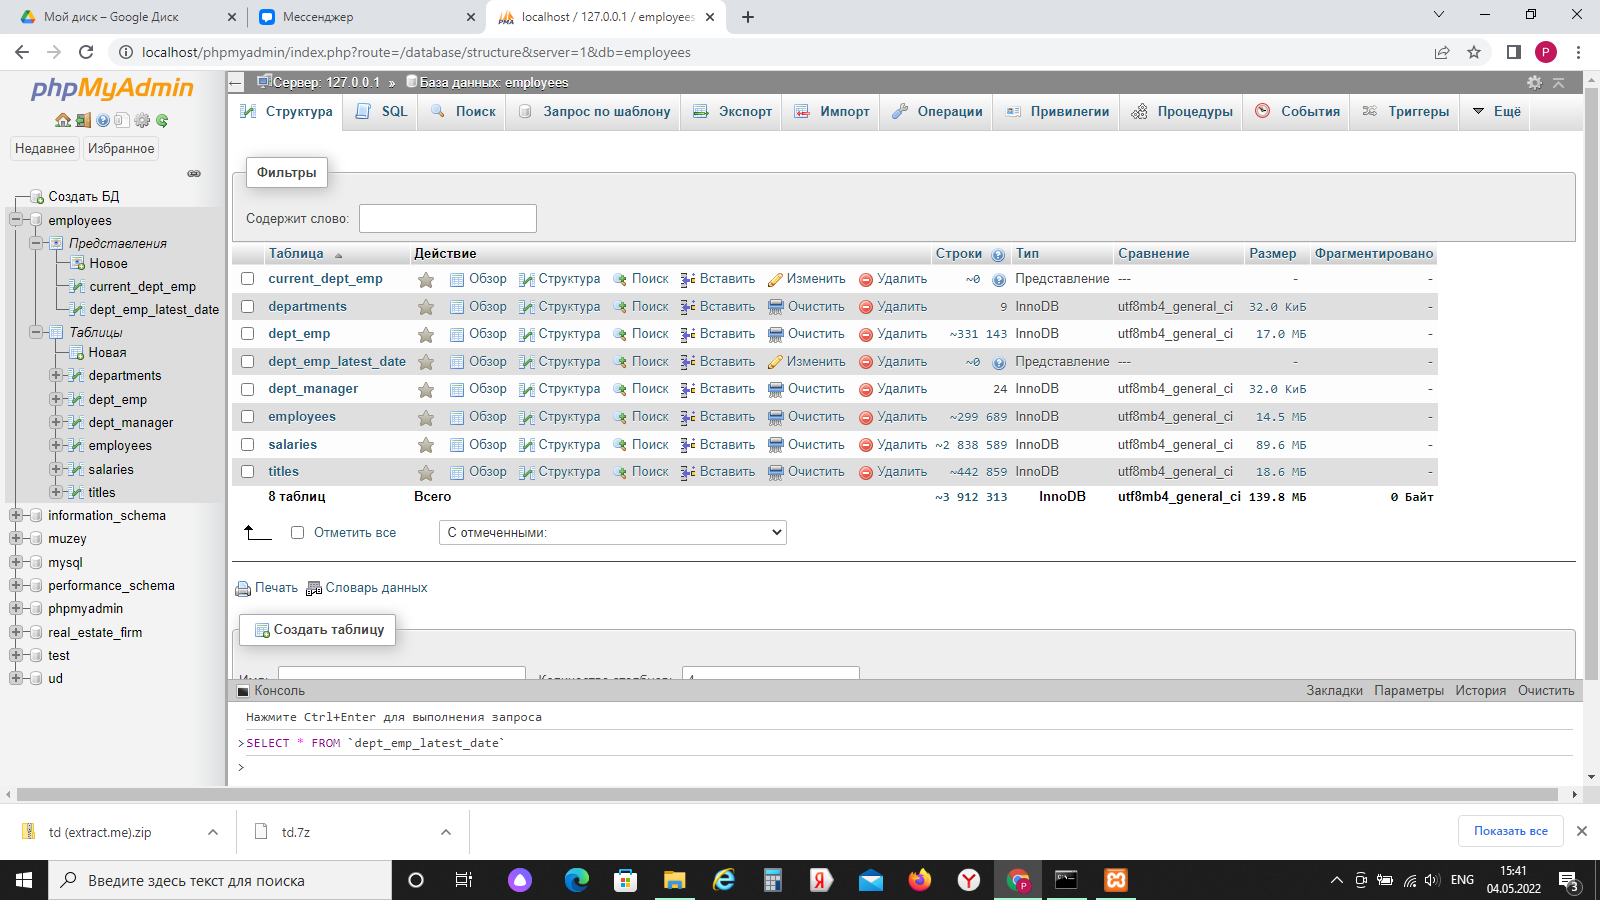 Мой диск – Google Диск
Мессенджер
localhost / 127.0.0.1 / employees
localhost/phpmyadmin/index.php?route=/database/structure&server=1&db=employees
P
phpMyAdmin
Недавнее Избранное
Создать БД
employees
Представления
Новое
current_dept_emp
dept_emp_latest_date
Таблицы
Новая
departments
dept_emp
dept_manager
employees
salaries
titles
information_schema
muzey
mysql
performance_schema
phpmyadmin
real_estate_firm
test
ud
Сервер: 127.0.0.1 » База данных: employees
Структура SQL Поиск Запрос по шаблону Экспорт Импорт Операции Привилегии Процедуры События Триггеры Ещё
Фильтры
Содержит слово:
Таблица Действие Строки Тип Сравнение Размер Фрагментировано
current_dept_emp Обзор Структура Поиск Вставить Изменить Удалить ~0 Представление --- - -
departments Обзор Структура Поиск Вставить Очистить Удалить 9 InnoDB utf8mb4_general_ci 32.0 КиБ -
dept_emp Обзор Структура Поиск Вставить Очистить Удалить ~331 143 InnoDB utf8mb4_general_ci 17.0 МБ -
dept_emp_latest_date Обзор Структура Поиск Вставить Изменить Удалить ~0 Представление --- - -
dept_manager Обзор Структура Поиск Вставить Очистить Удалить 24 InnoDB utf8mb4_general_ci 32.0 КиБ -
employees Обзор Структура Поиск Вставить Очистить Удалить ~299 689 InnoDB utf8mb4_general_ci 14.5 МБ -
salaries Обзор Структура Поиск Вставить Очистить Удалить ~2 838 589 InnoDB utf8mb4_general_ci 89.6 МБ -
titles Обзор Структура Поиск Вставить Очистить Удалить ~442 859 InnoDB utf8mb4_general_ci 18.6 МБ -
8 таблиц Всего ~3 912 313 InnoDB utf8mb4_general_ci 139.8 МБ 0 Байт
Отметить все С отмеченными:
Печать Словарь данных
Создать таблицу
Консоль Закладки Параметры История Очистить
Нажмите Ctrl+Enter для выполнения запроса
>SELECT * FROM `dept_emp_latest_date`
>
td (extract.me).zip
td.7z
Показать все
Введите здесь текст для поиска
ENG
15:41
04.05.2022
3